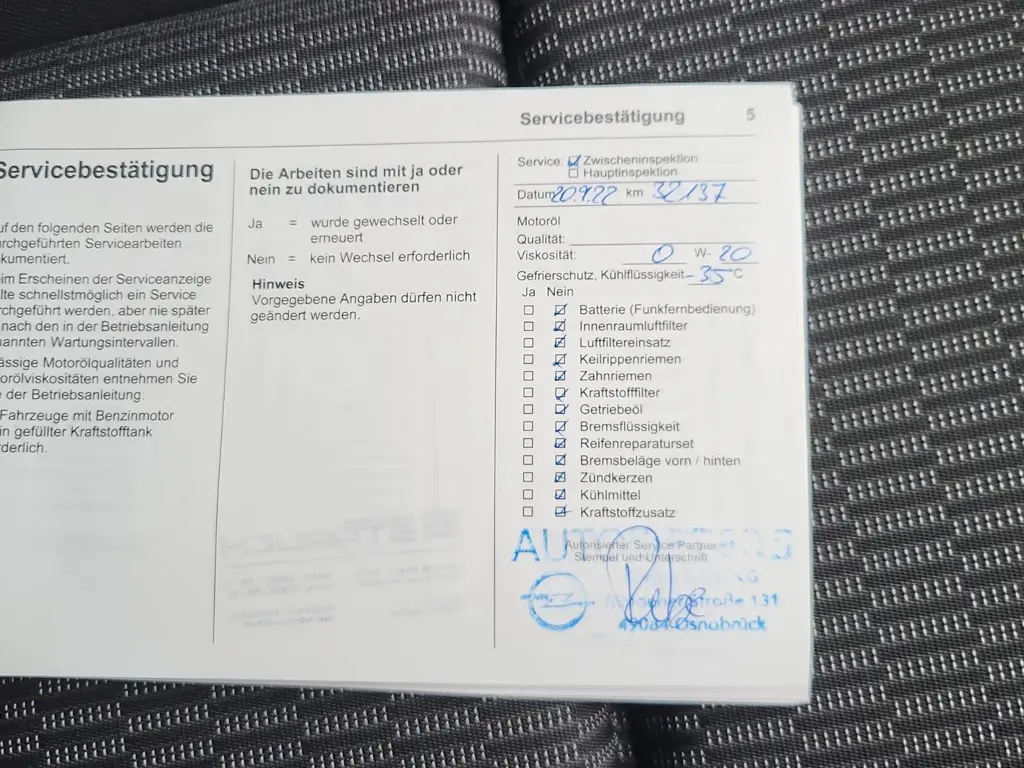 Servicebestätigung 5
Servicebestätigung
uf den folgenden Seiten werden die
rchgeführten Servicearbeiten
kumentiert.
im Erscheinen der Serviceanzeige
lte schnellstmöglich ein Service
rchgeführt werden, aber nie später
nach den in der Betriebsanleitung
nannten Wartungsintervallen.
ässige Motorölqualitäten und
orölviskositäten entnehmen Sie
der Betriebsanleitung.
Fahrzeuge mit Benzinmotor
in gefüllter Kraftstofftank
derlich.
Die Arbeiten sind mit ja oder
nein zu dokumentieren
Ja = wurde gewechselt oder
erneuert
Nein = kein Wechsel erforderlich
Hinweis
Vorgegebene Angaben dürfen nicht
geändert werden.
Service: Zwischeninspektion
Hauptinspektion
Datum 20.9.22 km 32137
Motoröl
Qualität:
Viskosität: 0 W- 20
Gefrierschutz, Kühlflüssigkeit -35 °C
Ja Nein
Batterie (Funkfernbedienung)
Innenraumluftfilter
Luftfiltereinsatz
Keilrippenriemen
Zahnriemen
Kraftstofffilter
Getriebeöl
Bremsflüssigkeit
Reifenreparaturset
Bremsbeläge vorn / hinten
Zündkerzen
Kühlmittel
Kraftstoffzusatz
Autorisierter Service Partner
Stempel und Unterschrift
131
Osnabrück